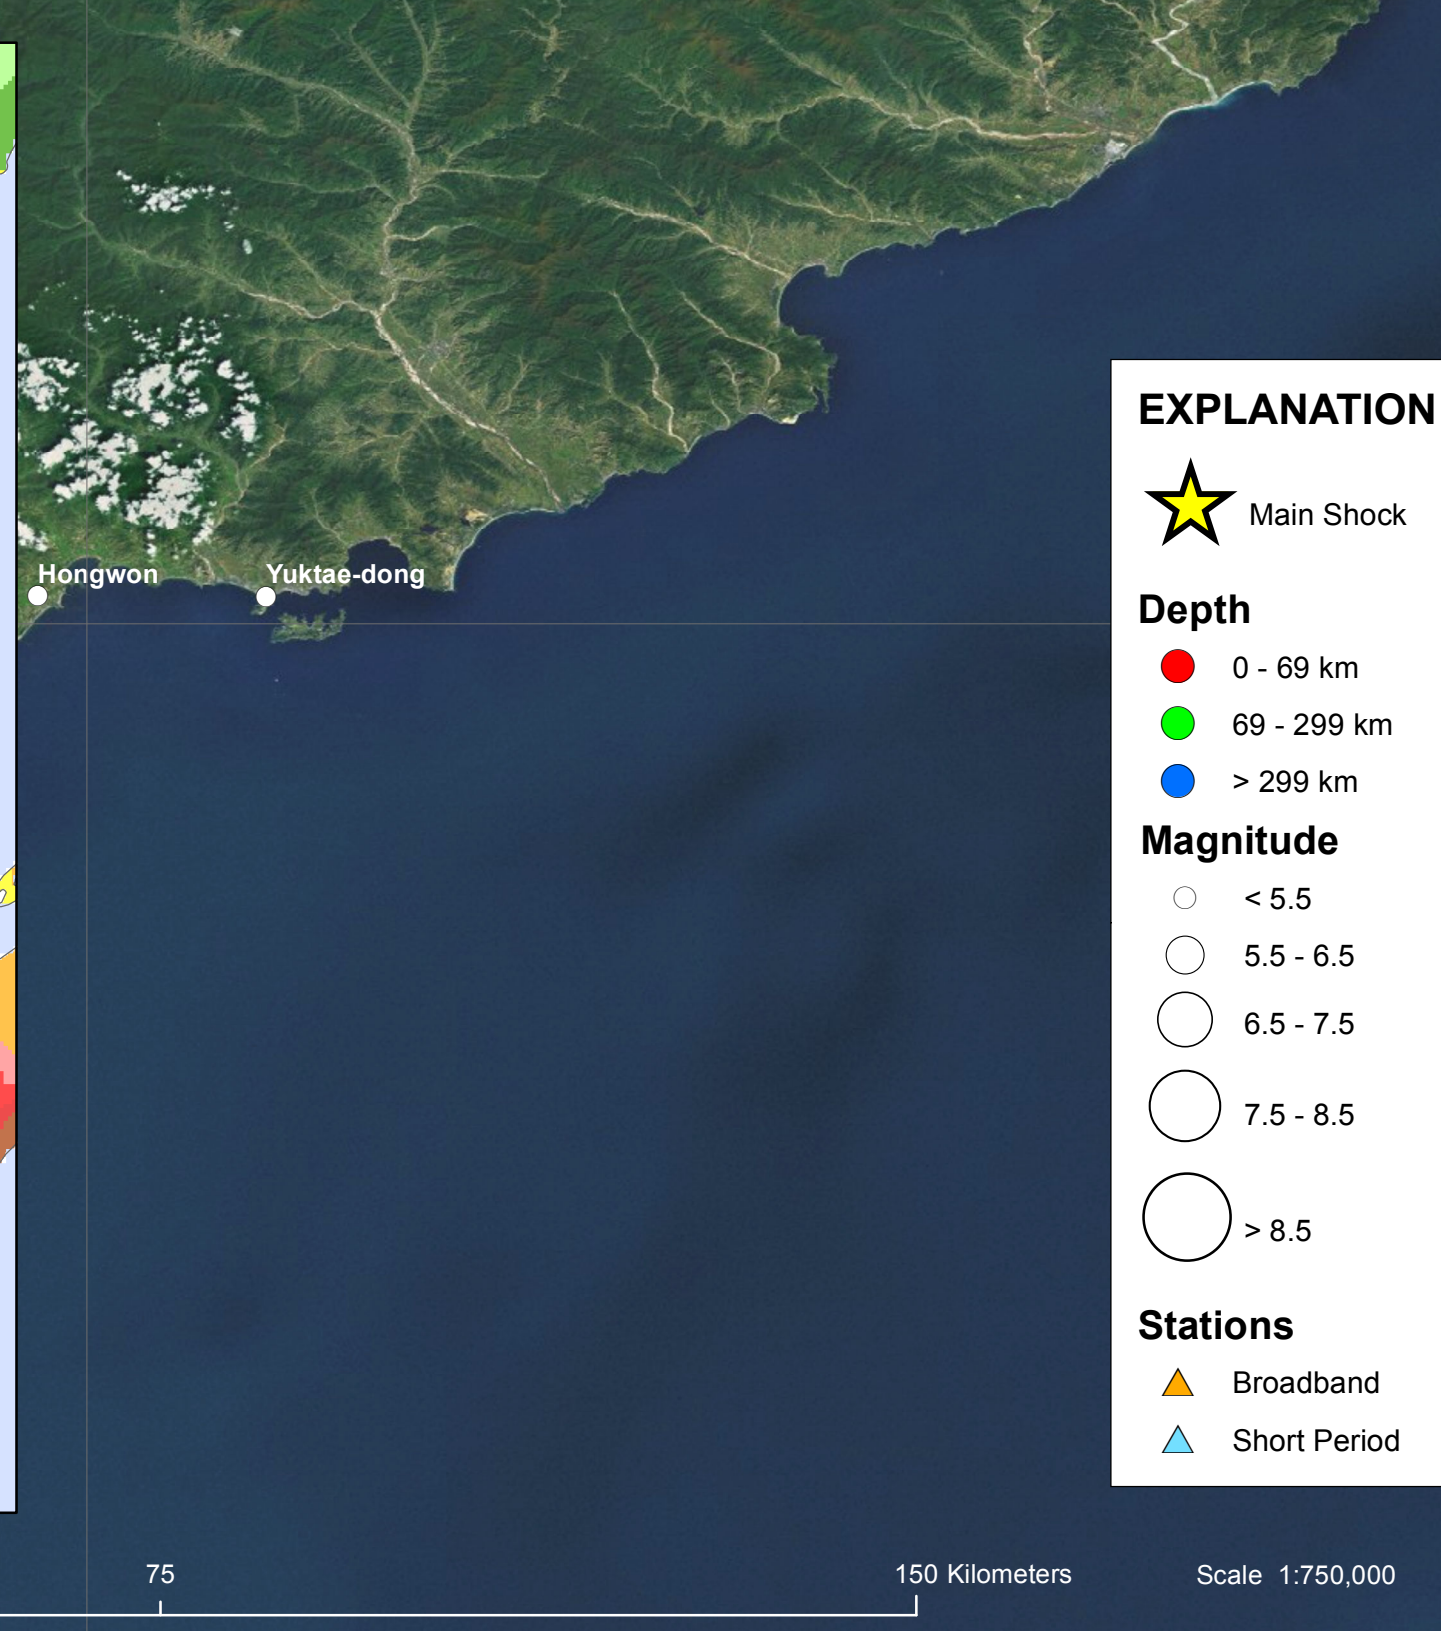 Hongwon
Yuktae-dong
EXPLANATION
Main Shock
Depth
0 - 69 km
69 - 299 km
> 299 km
Magnitude
< 5.5
5.5 - 6.5
6.5 - 7.5
7.5 - 8.5
> 8.5
Stations
Broadband
Short Period
75
150 Kilometers
Scale 1:750,000